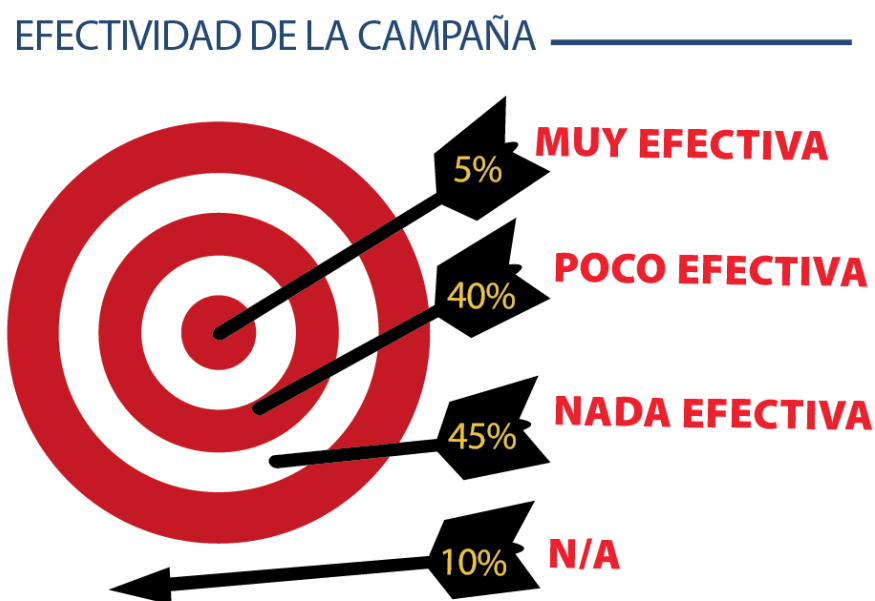 EFECTIVIDAD DE LA CAMPAÑA
MUY EFECTIVA
5%
POCO EFECTIVA
40%
NADA EFECTIVA
45%
N/A
10%